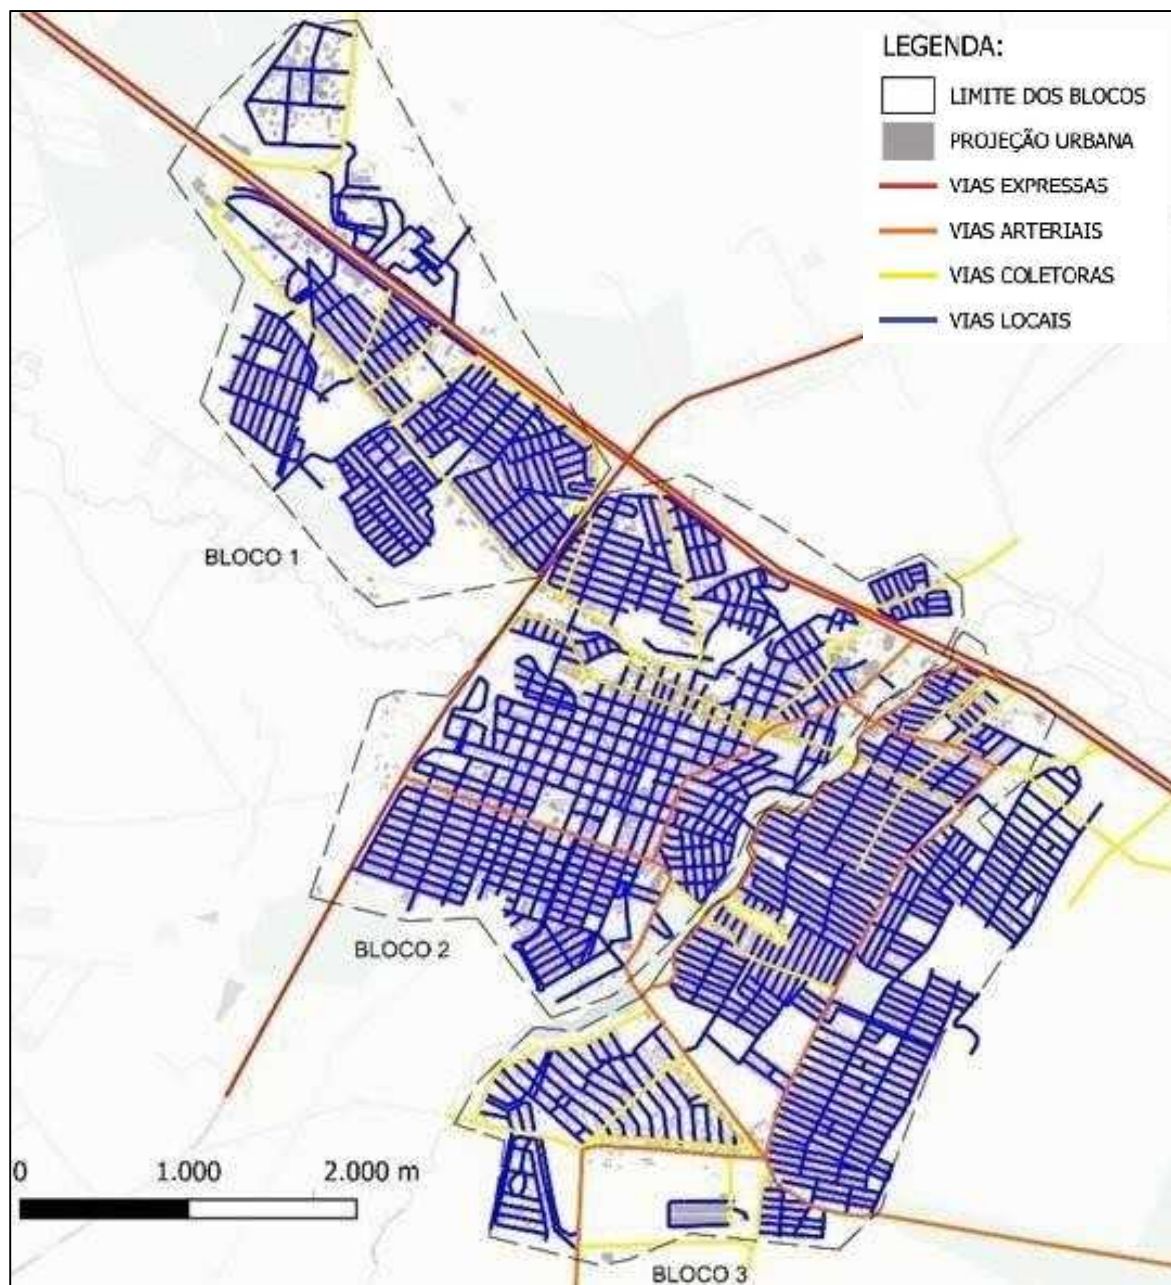 LEGENDA:
LIMITE DOS BLOCOS
PROJEÇÃO URBANA
VIAS EXPRESSAS
VIAS ARTERIAIS
VIAS COLETORAS
VIAS LOCAIS
BLOCO 1
BLOCO 2
0 1.000 2.000 m
BLOCO 3